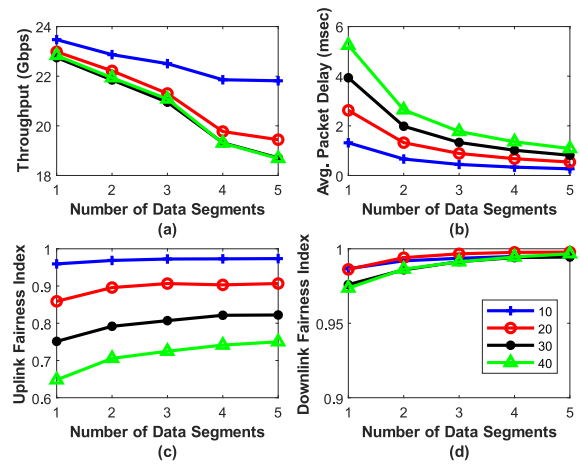 Throughput (Gbps)
24
22
20
18
1 2 3 4 5
Number of Data Segments
(a)
Avg. Packet Delay (msec)
6
4
2
0
1 2 3 4 5
Number of Data Segments
(b)
Uplink Fairness Index
1
0.9
0.8
0.7
0.6
1 2 3 4 5
Number of Data Segments
(c)
Downlink Fairness Index
1
0.95
0.9
10
20
30
40
1 2 3 4 5
Number of Data Segments
(d)